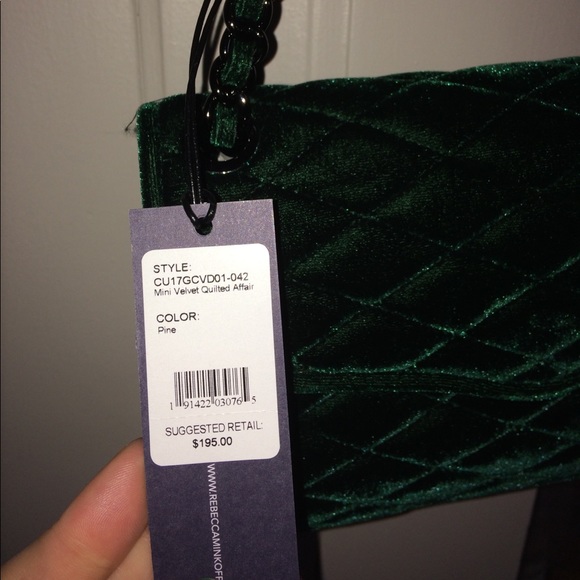 STYLE:
CU17GCVD01-042
Mini Velvet Quilted Affair
COLOR:
Pine
1 91422 03076 5
SUGGESTED RETAIL:
$195.00
WWW.REBECCAMINKOFF